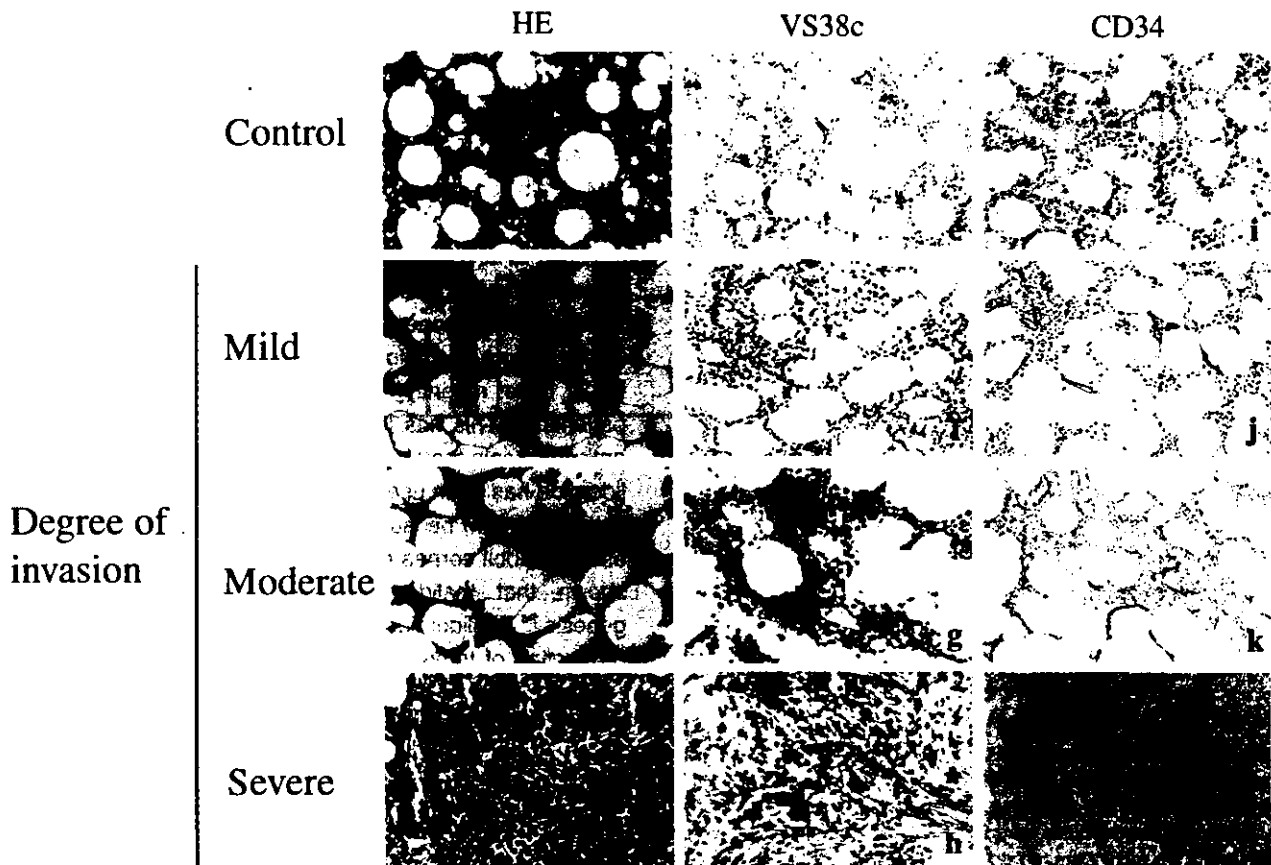 HE VS38c CD34
Control
e i
Mild
f j
Degree of
invasion
Moderate
g k
Severe
h